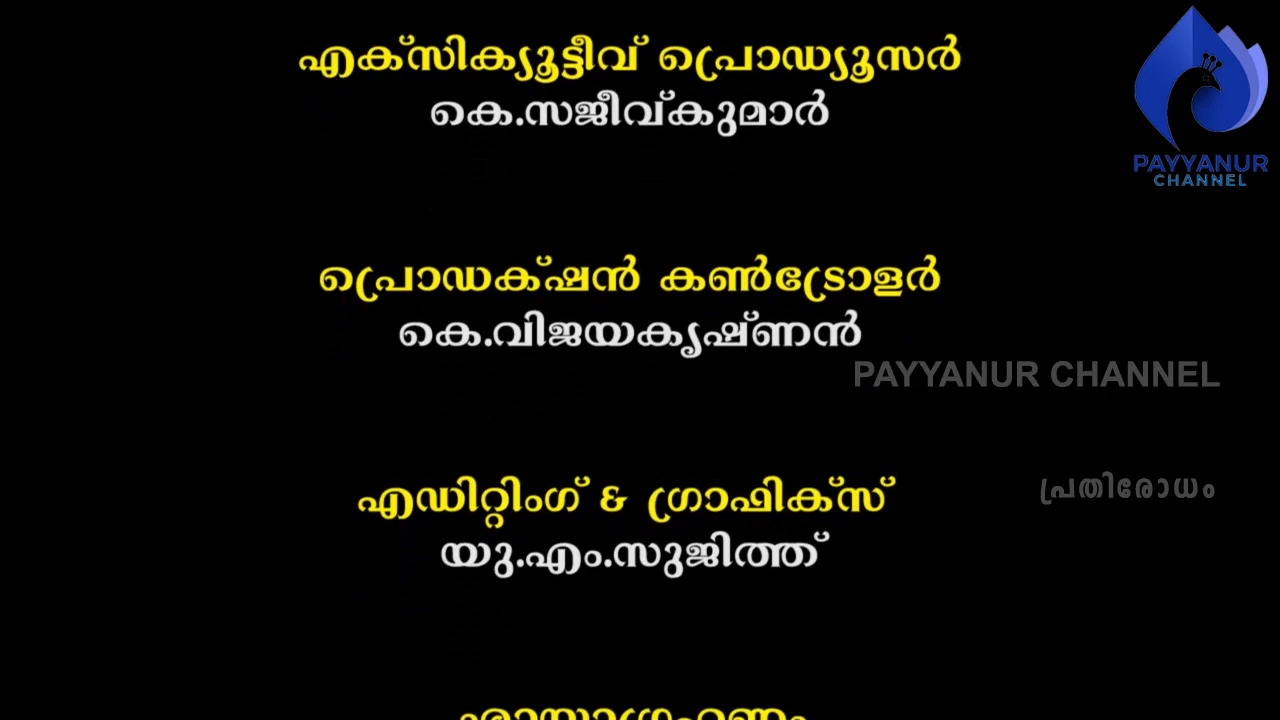 എക്സിക്യൂട്ടീവ് പ്രൊഡ്യൂസർ
കെ.സജീവ്കുമാർ
PAYYANUR
CHANNEL
പ്രൊഡക്ഷൻ കൺട്രോളർ
കെ.വിജയകൃഷ്ണൻ
PAYYANUR CHANNEL
എഡിറ്റിംഗ് & ഗ്രാഫിക്സ്
പ്രതിരോധം
യു.എം.സുജിത്ത്